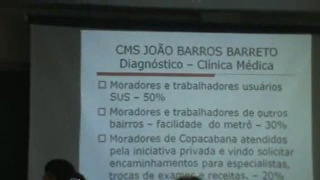 CMS JOÃO BARROS BARRETO
Diagnóstico – Clínica Médica
Moradores e trabalhadores usuários
SUS – 50%
Moradores e trabalhadores de outros
bairros – facilidade do metrô – 30%
Moradores de Copacabana atendidos
pela iniciativa privada e vindo solicitar
encaminhamentos para especialistas,
trocas de exames e receitas. – 20%